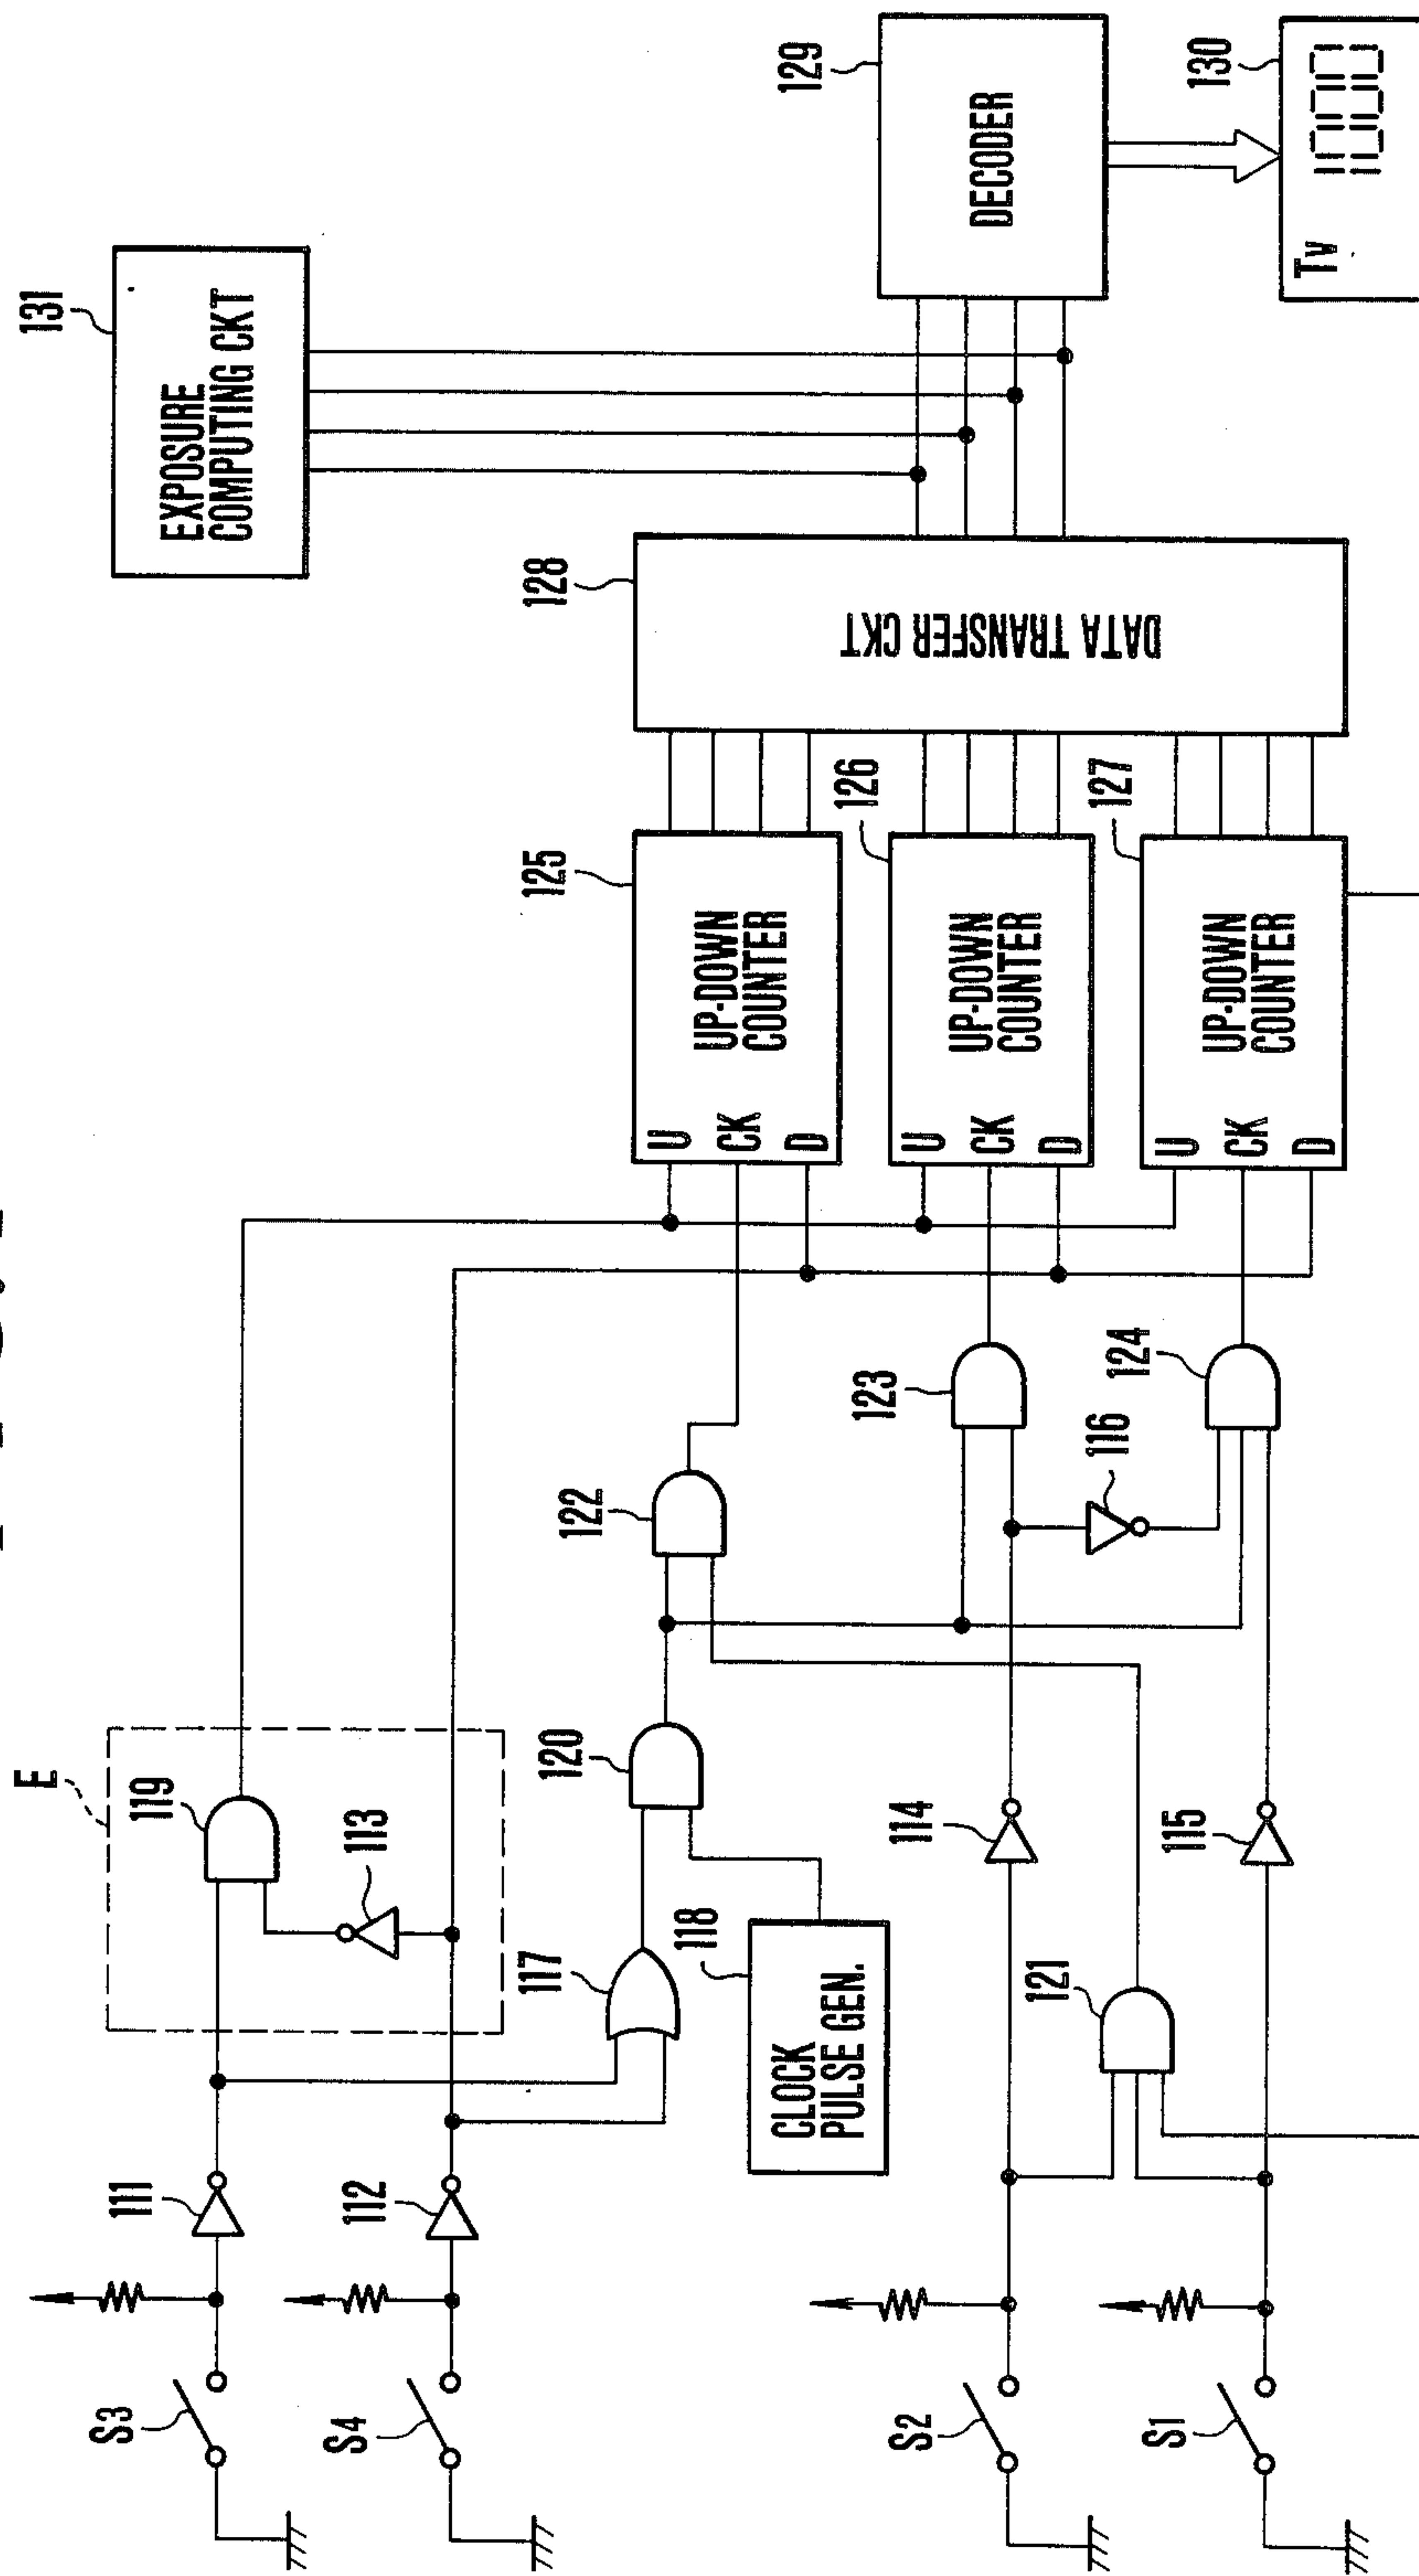 131
EXPOSURE
COMPUTING CKT
E
119
113
111
S3
112
S4
117
118
CLOCK
PULSE GEN.
120
122
125
UP-DOWN
COUNTER
U
CK
D
128
DATA TRANSFER CKT
129
DECODER
130
Tv
1000
126
UP-DOWN
COUNTER
U
CK
D
123
116
114
S2
127
UP-DOWN
COUNTER
U
CK
D
124
115
121
S1